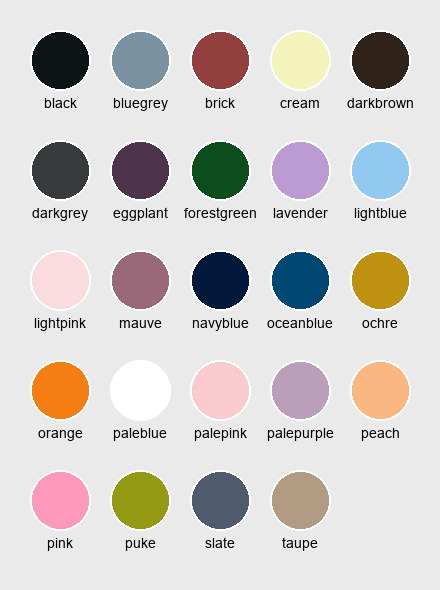 black bluegrey brick cream darkbrown
darkgrey eggplant forestgreen lavender lightblue
lightpink mauve navyblue oceanblue ochre
orange paleblue palepink palepurple peach
pink puke slate taupe